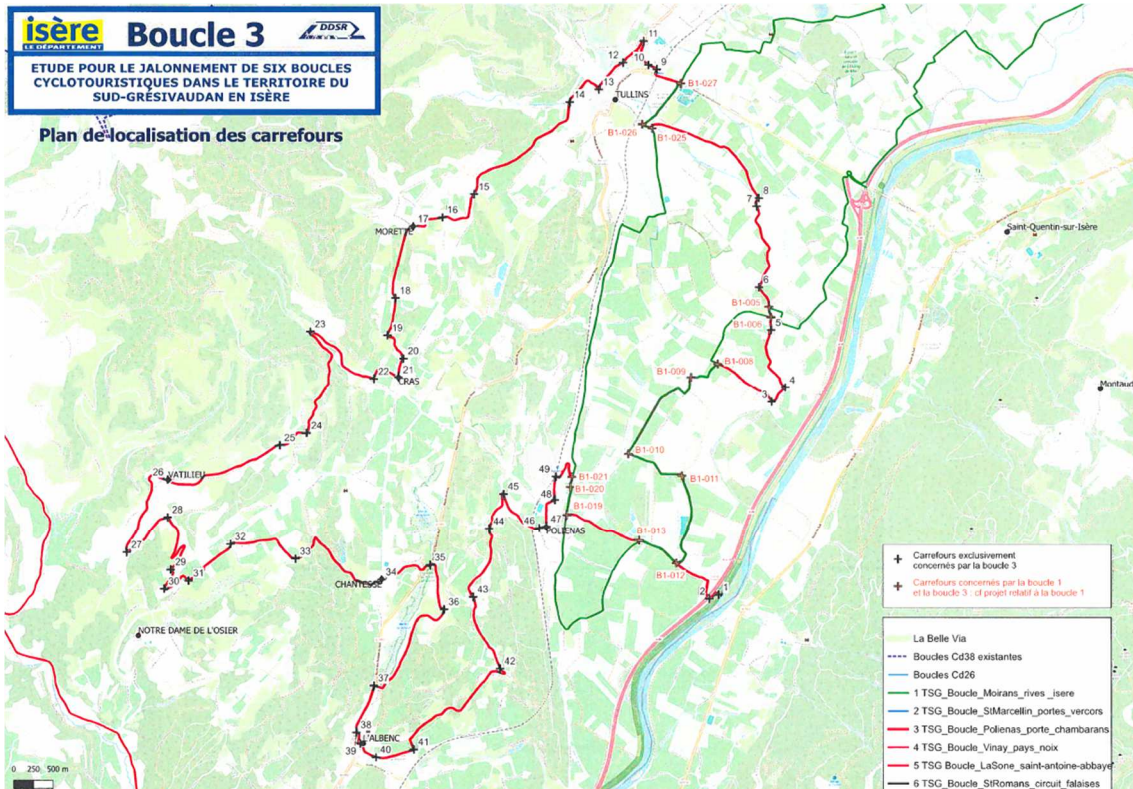 isère
LE DÉPARTEMENT
Boucle 3
DDSR
ETUDE POUR LE JALONNEMENT DE SIX BOUCLES
CYCLOTOURISTIQUES DANS LE TERRITOIRE DU
SUD-GRÉSIVAUDAN EN ISÈRE
Plan de localisation des carrefours
11
12
10
9
13
B1-027
14
TULLINS
B1-026
B1-025
15
8
7
16
17
MORETTE
Saint-Quentin-sur-Isère
18
6
B1-005
23
19
B1-006
5
20
B1-008
22
21
CRAS
B1-009
4
Montaud
3
24
25
B1-010
26
VATILIEU
49
B1-021
B1-011
45
B1-020
48
28
B1-019
44
46
47
POLIENAS
B1-013
32
27
33
35
B1-012
29
34
30
31
CHANTESSE
43
2
1
36
NOTRE DAME DE L'OSIER
42
37
38
L'ALBENC
39
40
41
0 250 500 m
Carrefours exclusivement
concernés par la boucle 3
Carrefours concernés par la boucle 1
et la boucle 3 : cf projet relatif à la boucle 1
La Belle Via
Boucles Cd38 existantes
Boucles Cd26
1 TSG_Boucle_Moirans_rives _isere
2 TSG_Boucle_StMarcellin_portes_vercors
3 TSG_Boucle_Polienas_porte_chambarans
4 TSG_Boucle_Vinay_pays_noix
5 TSG Boucle_LaSone_saint-antoine-abbaye
6 TSG_Boucle_StRomans_circuit_falaises